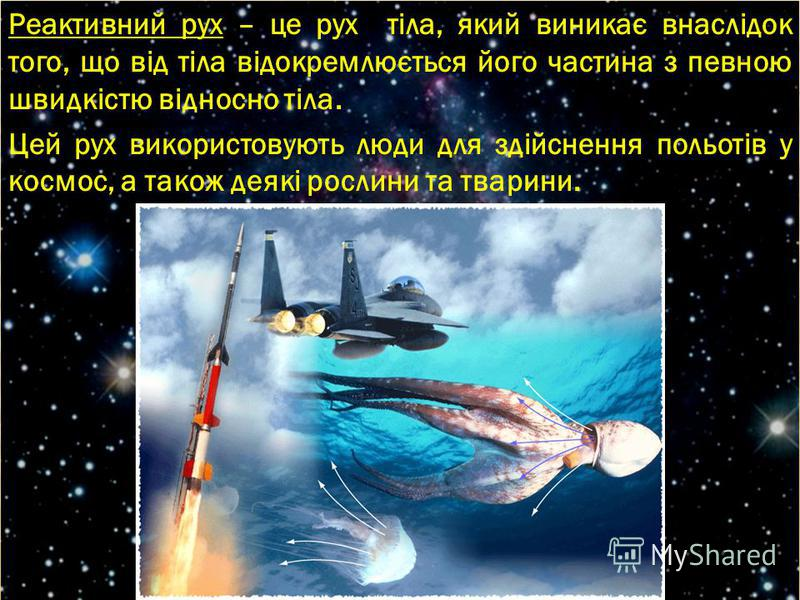 Реактивний рух – це рух тіла, який виникає внаслідок
того, що від тіла відокремлюється його частина з певною
швидкістю відносно тіла.
Цей рух використовують люди для здійснення польотів у
космос, а також деякі рослини та тварини.
MyShared